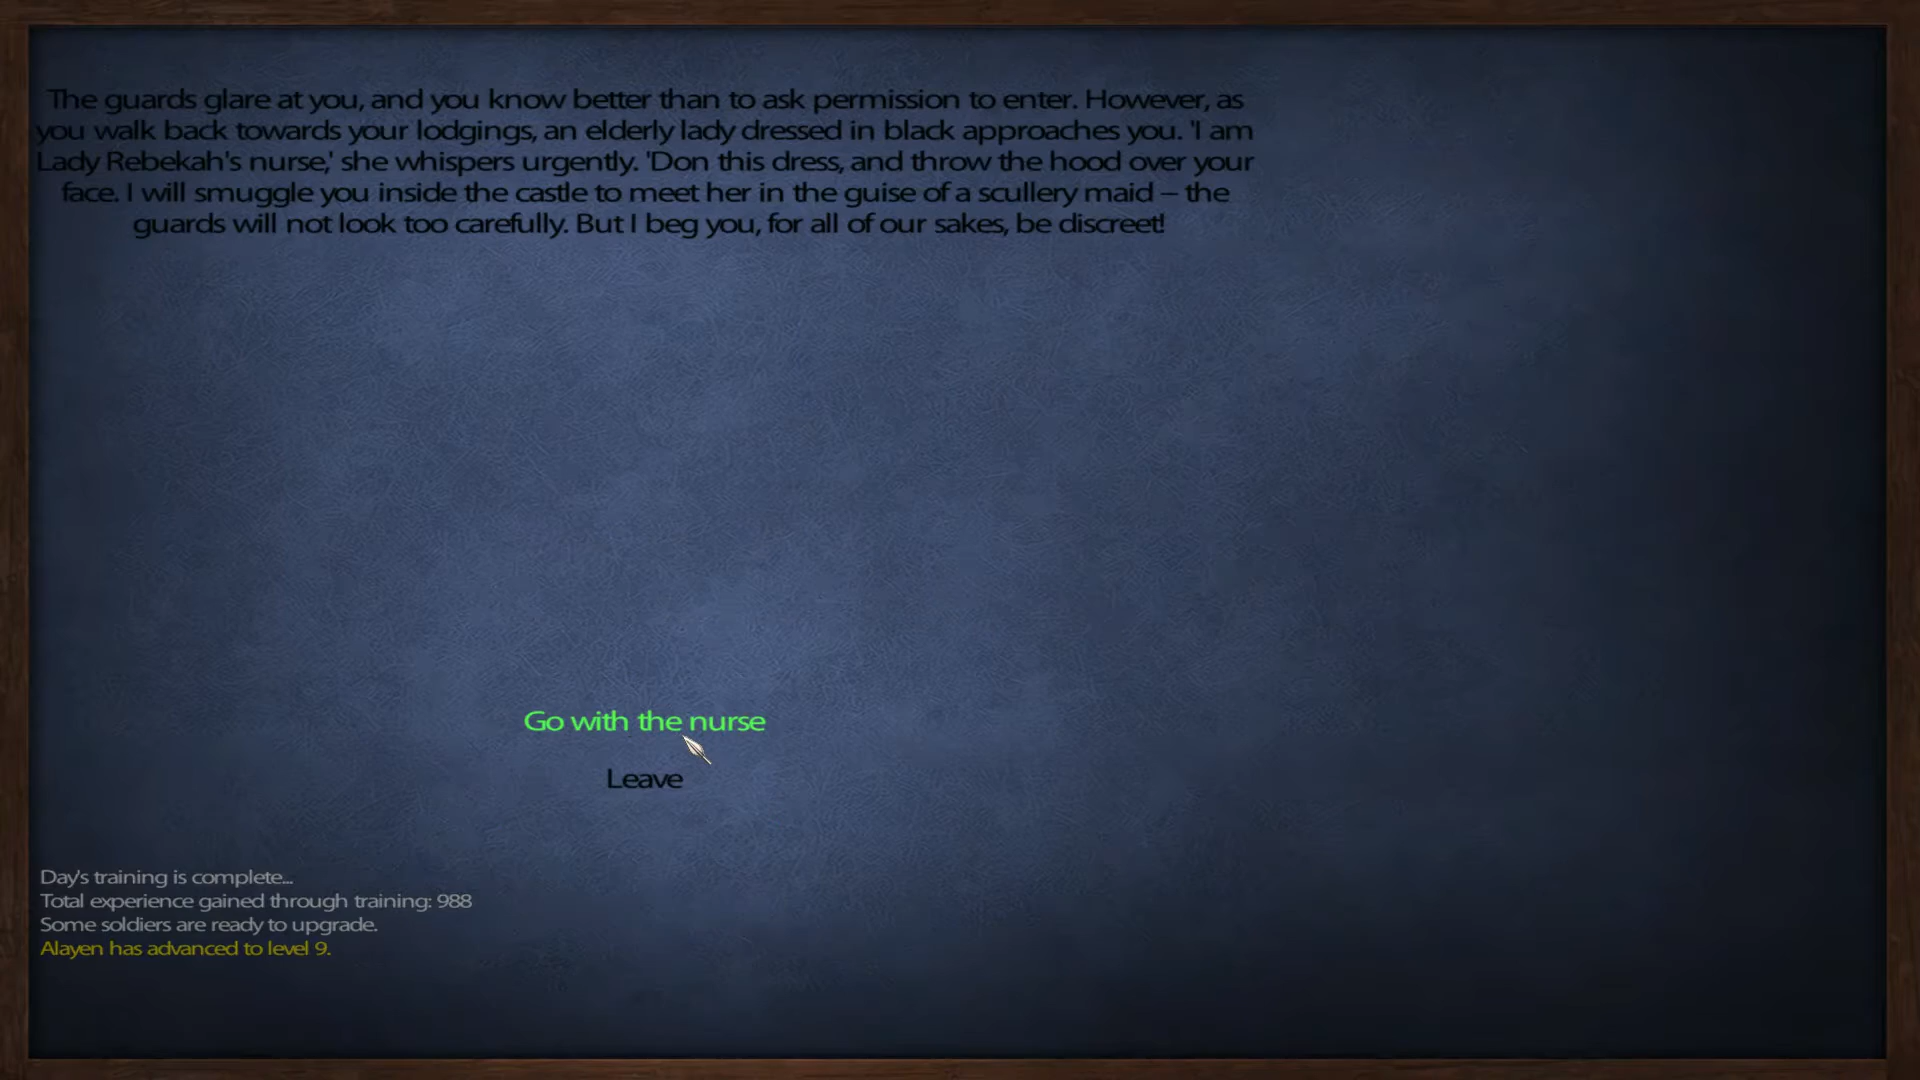 The guards glare at you, and you know better than to ask permission to enter. However, as
you walk back towards your lodgings, an elderly lady dressed in black approaches you. 'I am
Lady Rebekah's nurse,' she whispers urgently. 'Don this dress, and throw the hood over your
face. I will smuggle you inside the castle to meet her in the guise of a scullery maid – the
guards will not look too carefully. But I beg you, for all of our sakes, be discreet!
Go with the nurse
Leave
Day's training is complete...
Total experience gained through training: 988
Some soldiers are ready to upgrade.
Alayen has advanced to level 9.